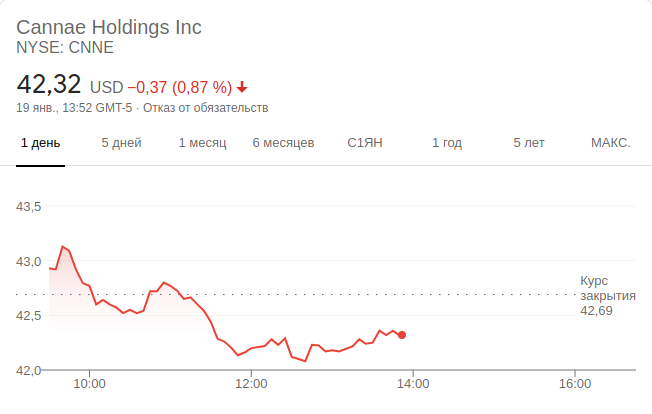 Cannae Holdings Inc
NYSE: CNNE
42,32 USD −0,37 (0,87 %)
19 янв., 13:52 GMT-5 · Отказ от обязательств
1 день 5 дней 1 месяц 6 месяцев С1ЯН 1 год 5 лет МАКС.
43,5
43,0
Курс
закрытия
42,69
42,5
42,0
10:00 12:00 14:00 16:00